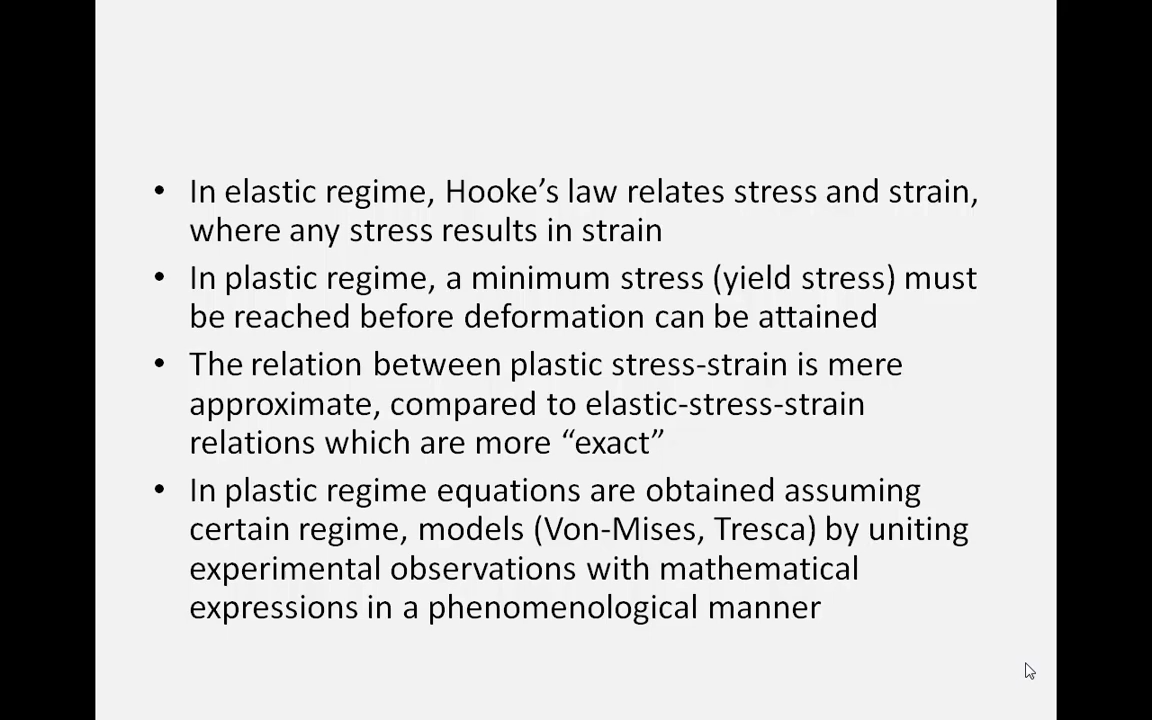 • In elastic regime, Hooke’s law relates stress and strain,
where any stress results in strain
• In plastic regime, a minimum stress (yield stress) must
be reached before deformation can be attained
• The relation between plastic stress-strain is mere
approximate, compared to elastic-stress-strain
relations which are more “exact”
• In plastic regime equations are obtained assuming
certain regime, models (Von-Mises, Tresca) by uniting
experimental observations with mathematical
expressions in a phenomenological manner